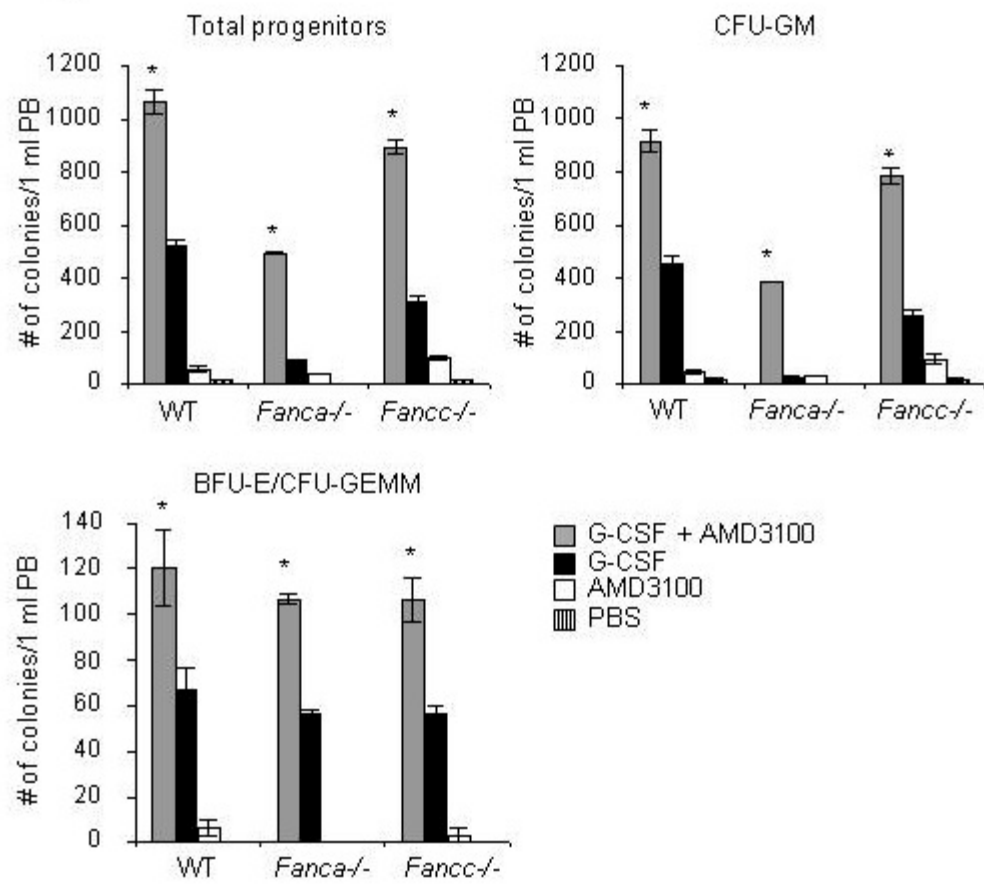 Total progenitors
# of colonies/1 ml PB
1200
1000
800
600
400
200
0
*
*
*
WT
Fanca-/-
Fancc-/-
CFU-GM
# of colonies/1 ml PB
1200
1000
800
600
400
200
0
*
*
*
WT
Fanca-/-
Fancc-/-
BFU-E/CFU-GEMM
# of colonies/1 ml PB
140
120
100
80
60
40
20
0
*
*
*
WT
Fanca-/-
Fancc-/-
G-CSF + AMD3100
G-CSF
AMD3100
PBS